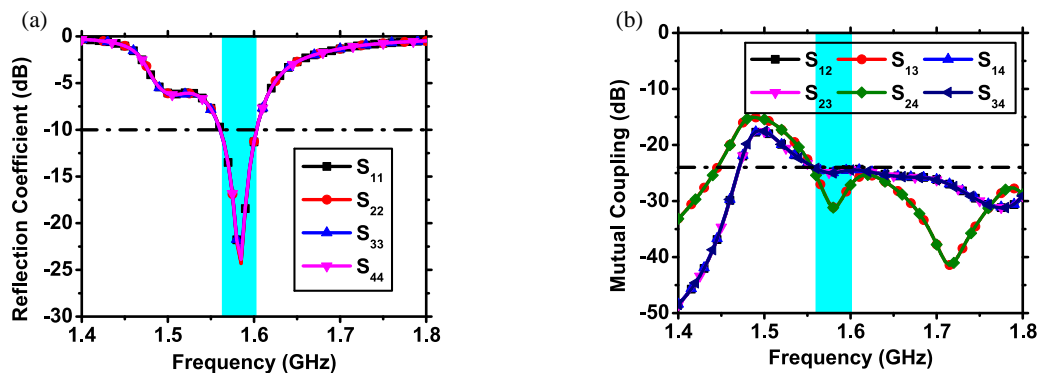 (a)
0
-5
-10
-15
-20
-25
-30
Reflection Coefficient (dB)
S11
S22
S33
S44
1.4 1.5 1.6 1.7 1.8
Frequency (GHz)
(b)
0
-10
-20
-30
-40
-50
Mutual Coupling (dB)
S12 S13 S14
S23 S24 S34
1.4 1.5 1.6 1.7 1.8
Frequency (GHz)